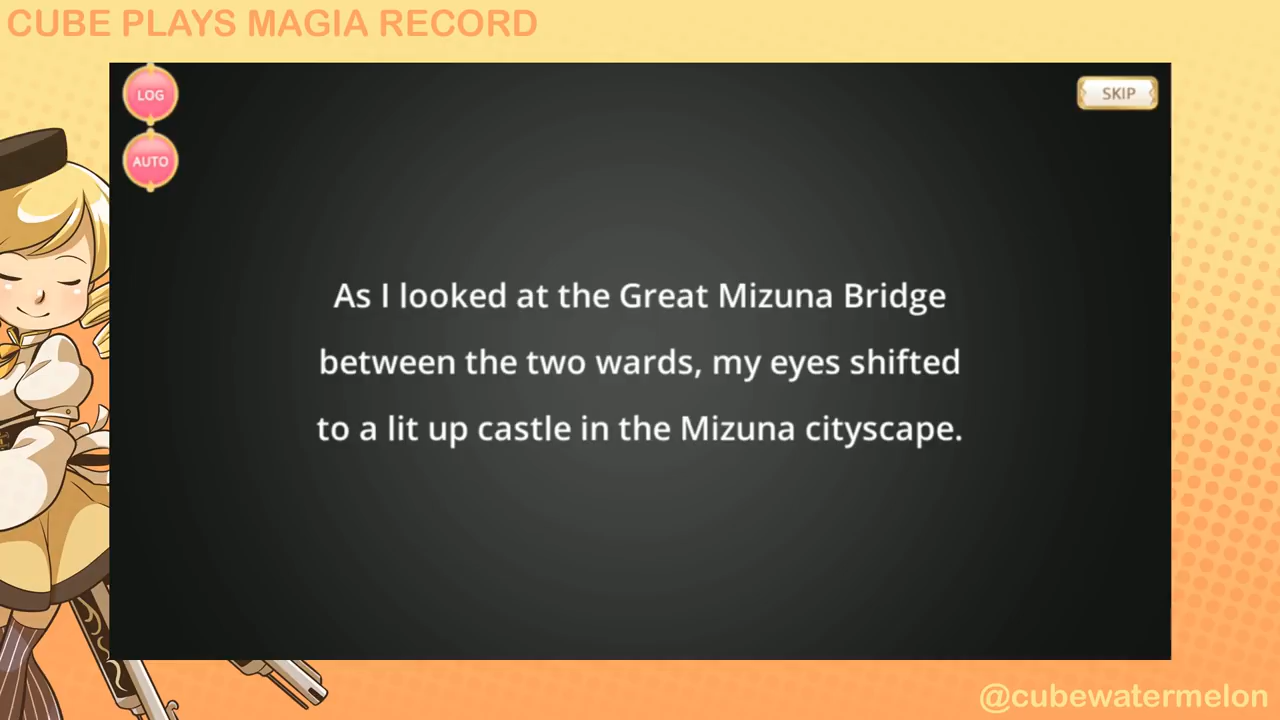 CUBE PLAYS MAGIA RECORD
LOG
SKIP
AUTO
As I looked at the Great Mizuna Bridge
between the two wards, my eyes shifted
to a lit up castle in the Mizuna cityscape.
@cubewatermelon